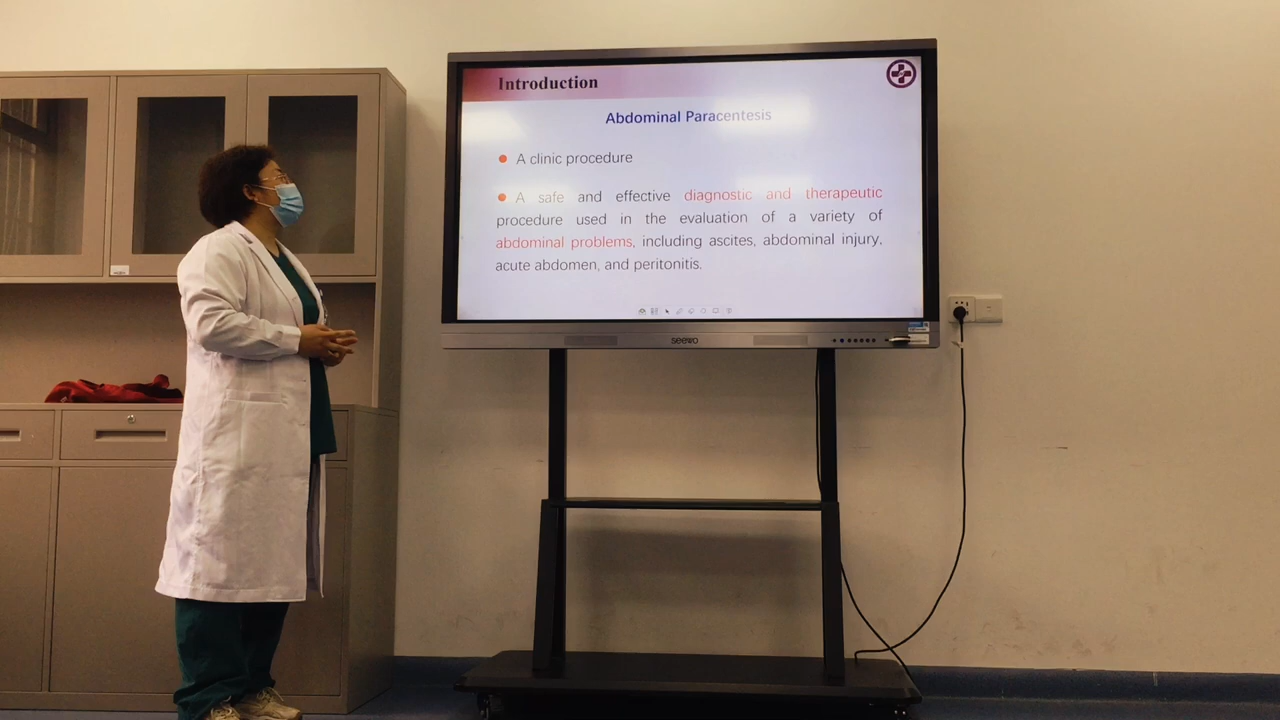 Introduction
Abdominal Paracentesis
A clinic procedure
A safe and effective diagnostic and therapeutic
procedure used in the evaluation of a variety of
abdominal problems, including ascites, abdominal injury,
acute abdomen, and peritonitis.
seewo